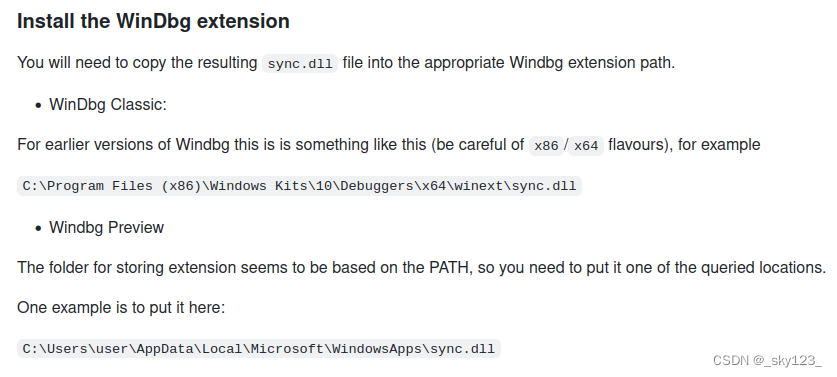 Install the WinDbg extension
You will need to copy the resulting sync.dll file into the appropriate Windbg extension path.
• WinDbg Classic:
For earlier versions of Windbg this is is something like this (be careful of x86/x64 flavours), for example
C:\Program Files (x86)\Windows Kits\10\Debuggers\x64\winext\sync.dll
• Windbg Preview
The folder for storing extension seems to be based on the PATH, so you need to put it one of the queried locations.
One example is to put it here:
C:\Users\user\AppData\Local\Microsoft\WindowsApps\sync.dll
CSDN @_sky123_